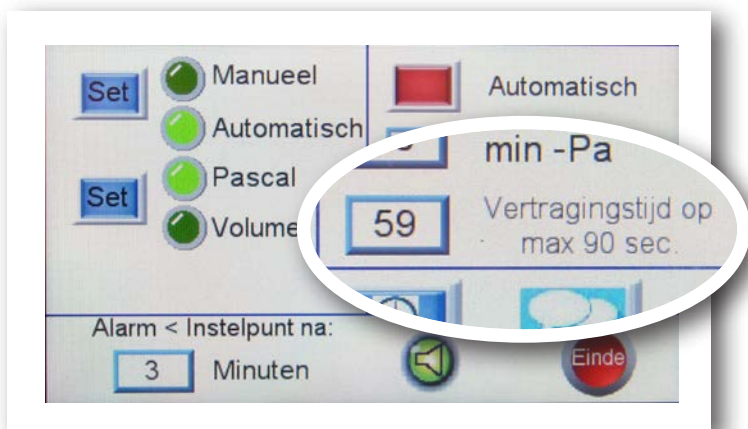 Set
Manueel
Automatisch
Set
Pascal
Volume
Automatisch
min -Pa
59
Vertragingstijd op
max 90 sec.
Alarm < Instelpunt na:
3 Minuten
Einde